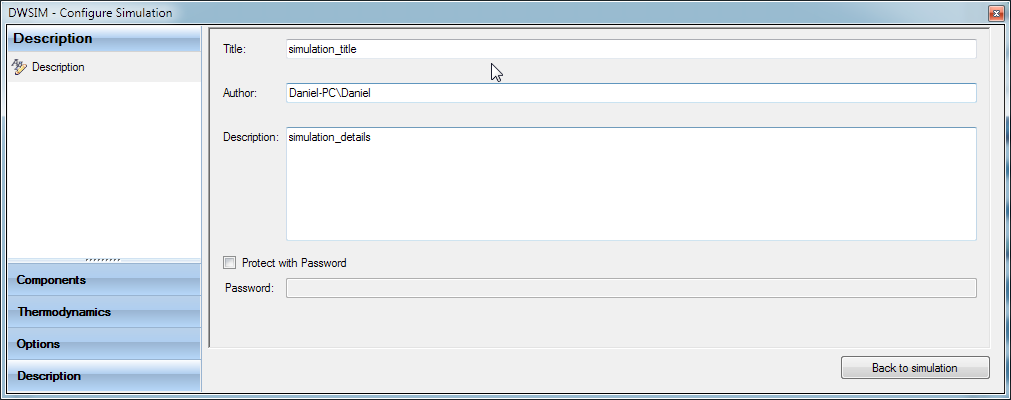 DWSIM - Configure Simulation
Description
Description
Title:
simulation_title
Author:
Daniel-PC\Daniel
Description:
simulation_details
Protect with Password
Password:
Components
Thermodynamics
Options
Description
Back to simulation